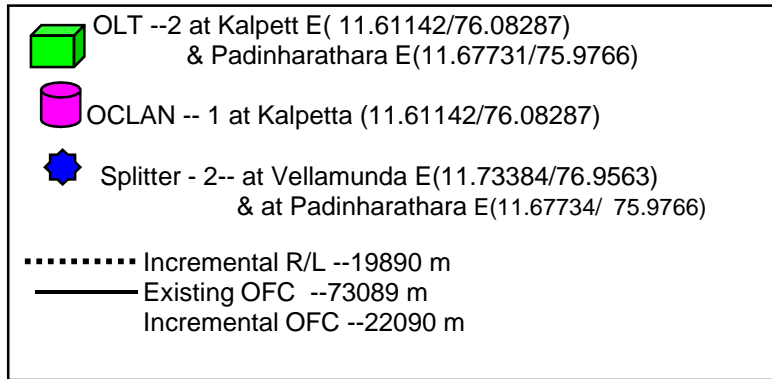 OLT --2 at Kalpett E( 11.61142/76.08287)
& Padinharathara E(11.67731/75.9766)
OCLAN -- 1 at Kalpetta (11.61142/76.08287)
Splitter - 2-- at Vellamunda E(11.73384/76.9563)
& at Padinharathara E(11.67734/ 75.9766)
Incremental R/L --19890 m
Existing OFC --73089 m
Incremental OFC --22090 m